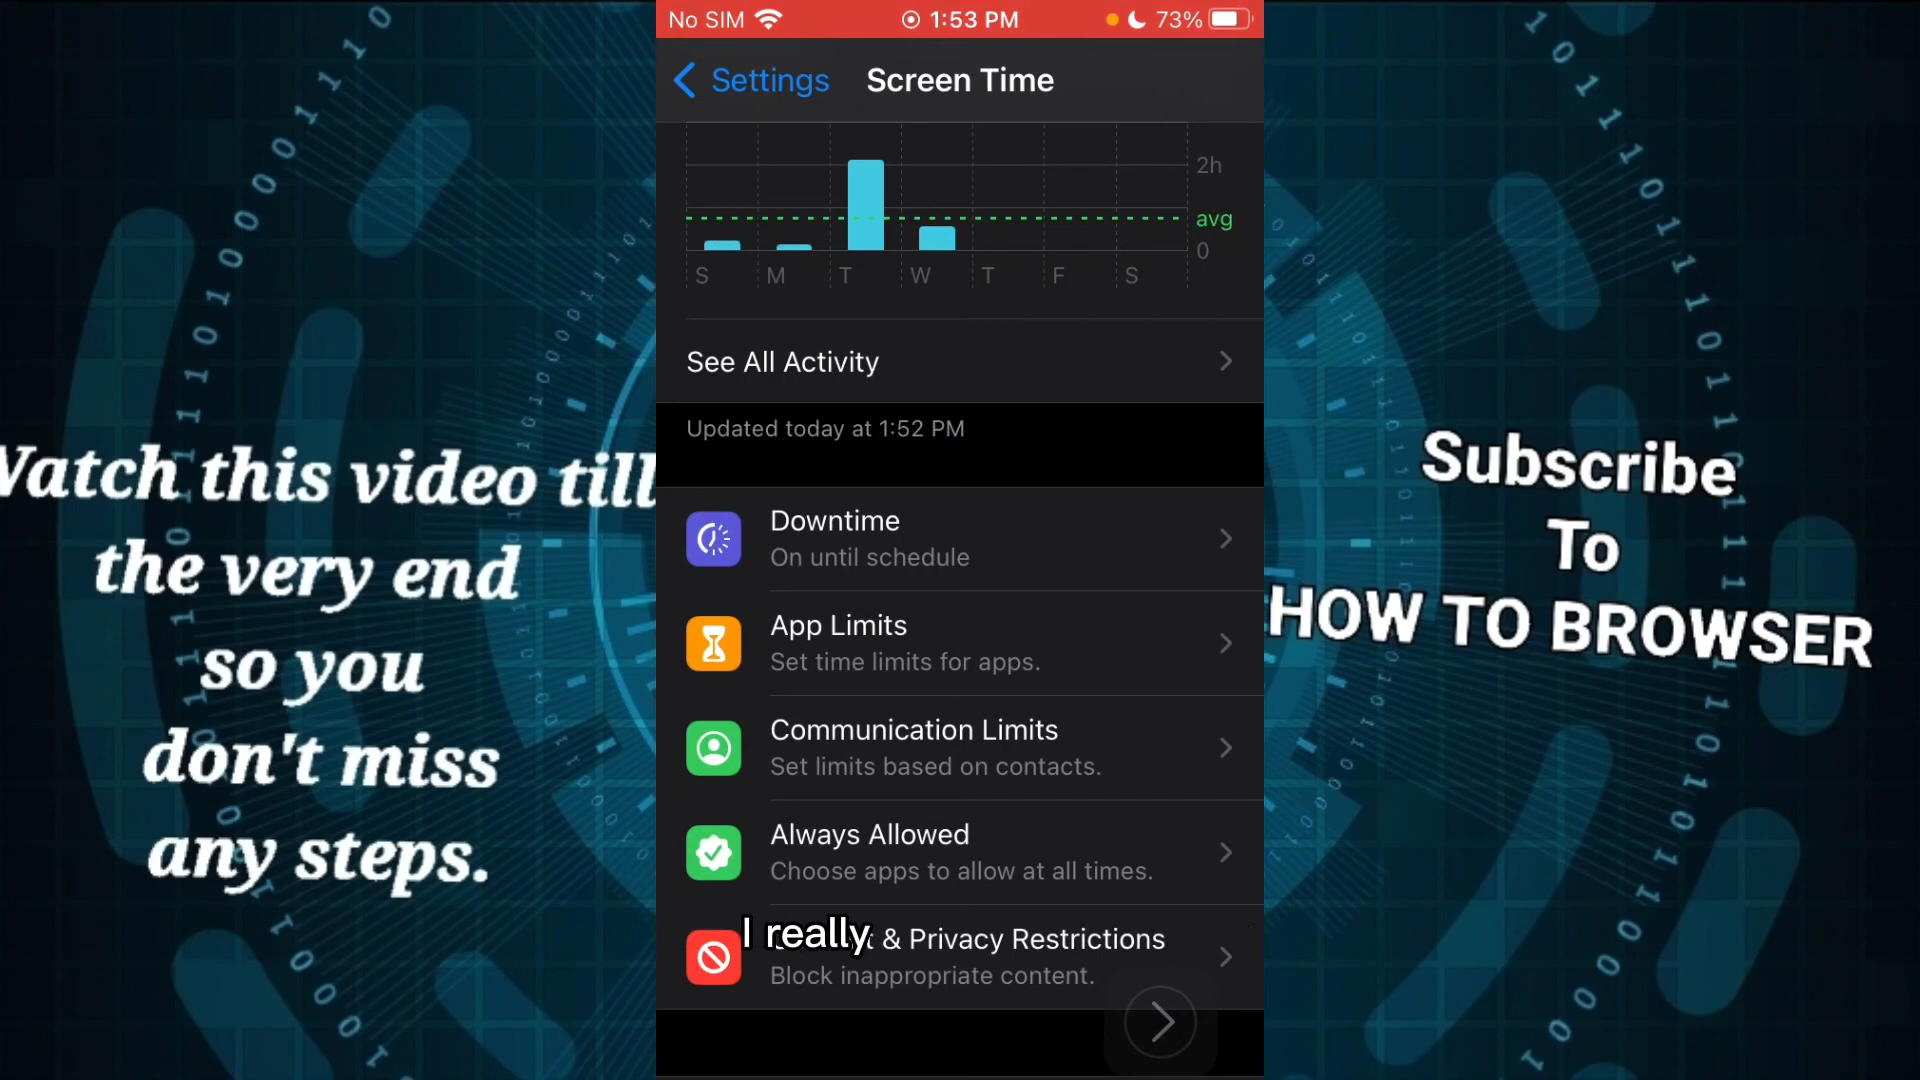 No SIM 1:53 PM 73%
Settings Screen Time
2h
avg
0
S M T W T F S
See All Activity
Updated today at 1:52 PM
Downtime
On until schedule
App Limits
Set time limits for apps.
Communication Limits
Set limits based on contacts.
Always Allowed
Choose apps to allow at all times.
I really
& Privacy Restrictions
Block inappropriate content.
Watch this video till
the very end
so you
don't miss
any steps.
Subscribe
To
HOW TO BROWSER